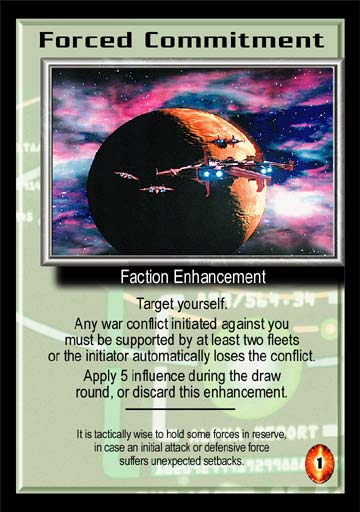 Forced Commitment
Faction Enhancement
Target yourself.
Any war conflict initiated against you
must be supported by at least two fleets
or the initiator automatically loses the conflict.
Apply 5 influence during the draw
round, or discard this enhancement.
It is tactically wise to hold some forces in reserve,
in case an initial attack or defensive force
suffers unexpected setbacks.
1